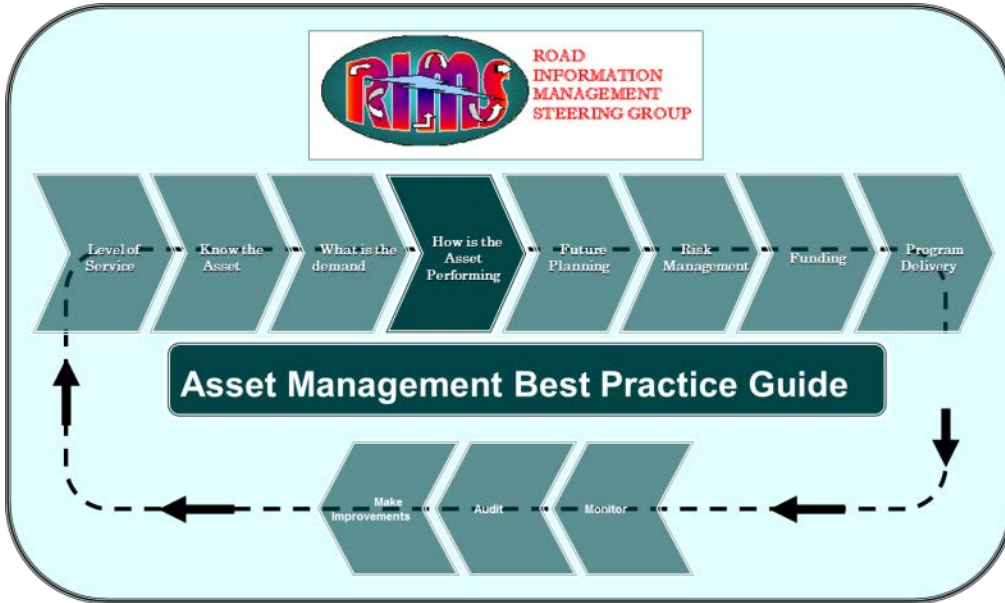 RIMS
ROAD
INFORMATION
MANAGEMENT
STEERING GROUP
Level of
Service
Know the
Asset
What is the
demand
How is the
Asset
Performing
Future
Planning
Risk
Management
Funding
Program
Delivery
Asset Management Best Practice Guide
Make
Improvements
Audit
Monitor